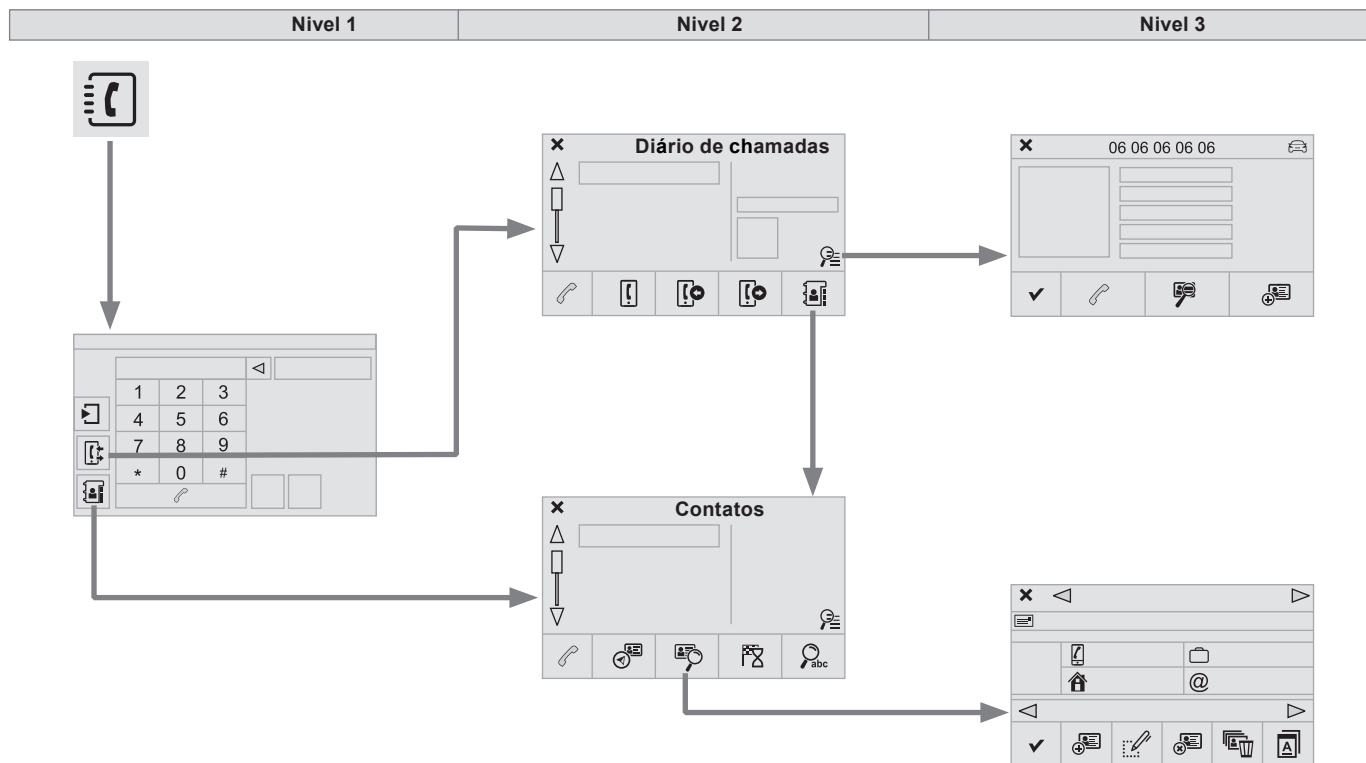 Nivel 1 Nivel 2 Nivel 3
Diário de chamadas
06 06 06 06 06
1 2 3
4 5 6
7 8 9
* 0 #
Contatos
abc
@
A